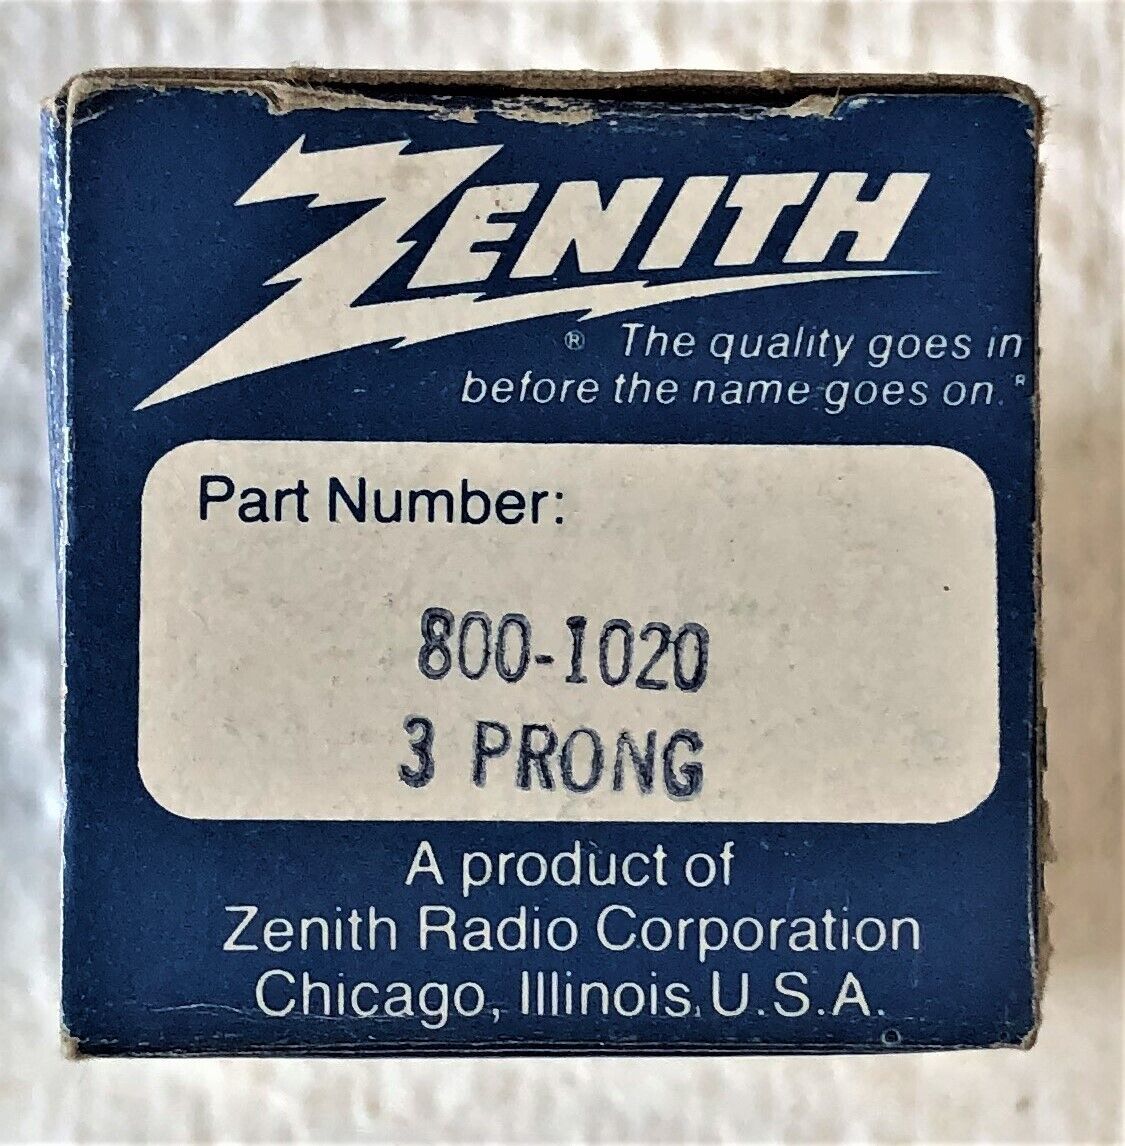 ZENITH
® The quality goes in
before the name goes on.®
Part Number:
800-1020
3 PRONG
A product of
Zenith Radio Corporation
Chicago, Illinois, U.S.A.